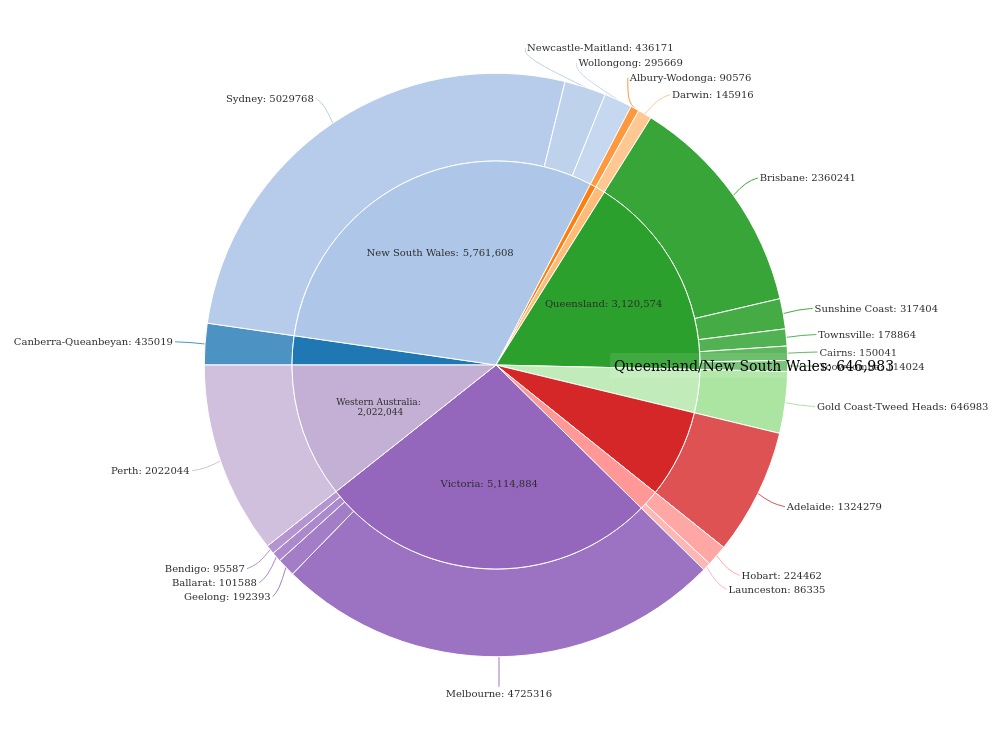 Newcastle-Maitland: 436171
Wollongong: 295669
Albury-Wodonga: 90576
Darwin: 145916
Sydney: 5029768
Brisbane: 2360241
New South Wales: 5,761,608
Queensland: 3,120,574
Sunshine Coast: 317404
Townsville: 178864
Canberra-Queanbeyan: 435019
Cairns: 150041
Queensland/New South Wales: 646,983
Western Australia:
2,022,044
Gold Coast-Tweed Heads: 646983
Perth: 2022044
Victoria: 5,114,884
Adelaide: 1324279
Bendigo: 95587
Hobart: 224462
Ballarat: 101588
Launceston: 86335
Geelong: 192393
Melbourne: 4725316